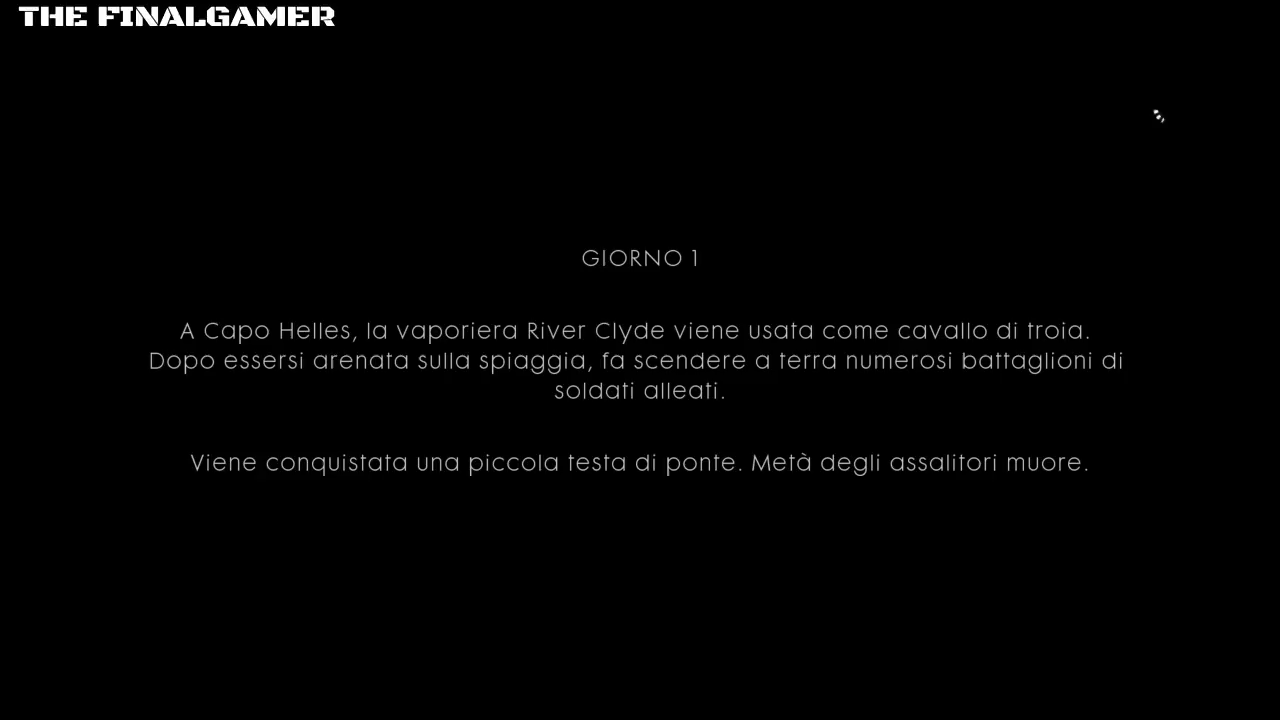 THE FINALGAMER
GIORNO 1
A Capo Helles, la vaporiera River Clyde viene usata come cavallo di troia.
Dopo essersi arenata sulla spiaggia, fa scendere a terra numerosi battaglioni di
soldati alleati.
Viene conquistata una piccola testa di ponte. Metà degli assalitori muore.